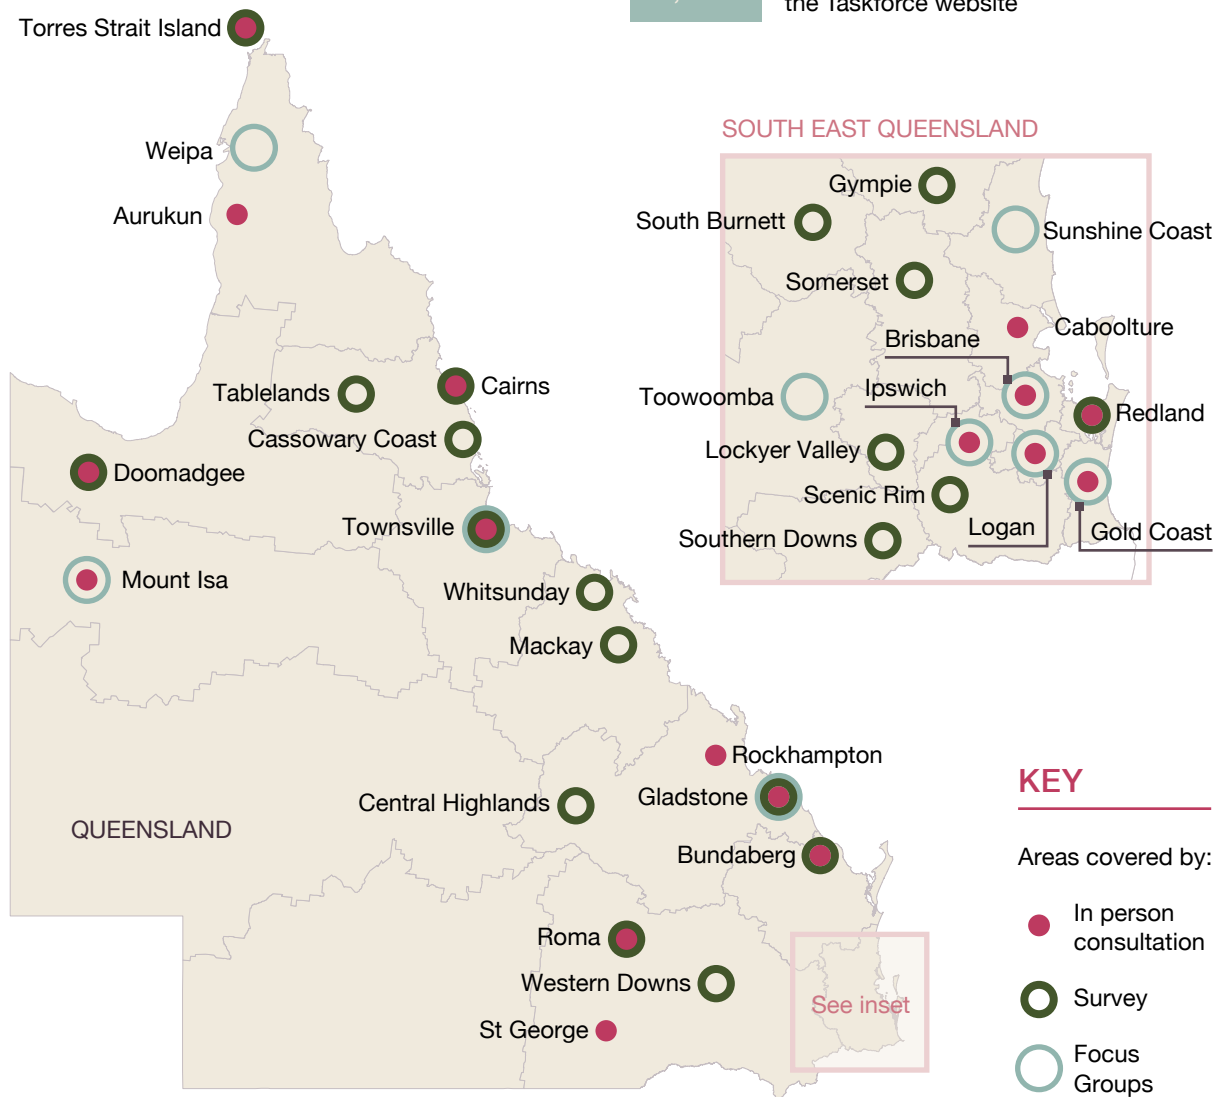 the Taskforce website
Torres Strait Island
Weipa
Aurukun
Tablelands
Cairns
Cassowary Coast
Doomadgee
Townsville
Mount Isa
Whitsunday
Mackay
Rockhampton
Central Highlands
Gladstone
QUEENSLAND
Bundaberg
Roma
Western Downs
St George
See inset
SOUTH EAST QUEENSLAND
Gympie
South Burnett
Sunshine Coast
Somerset
Caboolture
Brisbane
Ipswich
Toowoomba
Redland
Lockyer Valley
Scenic Rim
Logan
Gold Coast
Southern Downs
KEY
Areas covered by:
In person
consultation
Survey
Focus
Groups